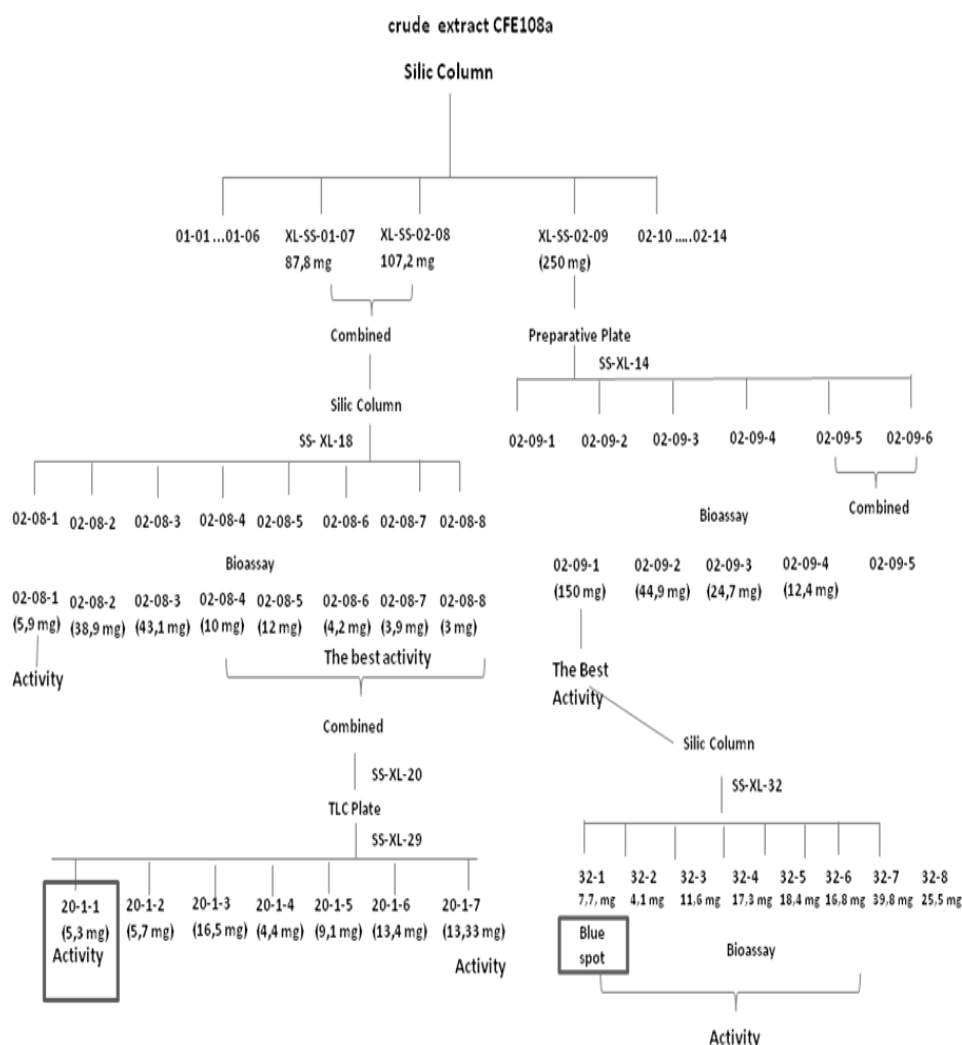 crude extract CFE108a
Silic Column
01-01 ...01-06 XL-SS-01-07 XL-SS-02-08 XL-SS-02-09 02-10 .....02-14
87,8 mg 107,2 mg (250 mg)
Combined Preparative Plate
SS-XL-14
Silic Column
SS- XL-18
02-09-1 02-09-2 02-09-3 02-09-4 02-09-5 02-09-6
02-08-1 02-08-2 02-08-3 02-08-4 02-08-5 02-08-6 02-08-7 02-08-8
Combined
Bioassay
Bioassay
02-09-1 02-09-2 02-09-3 02-09-4 02-09-5
(150 mg) (44,9 mg) (24,7 mg) (12,4 mg)
02-08-1 02-08-2 02-08-3 02-08-4 02-08-5 02-08-6 02-08-7 02-08-8
(5,9 mg) (38,9 mg) (43,1 mg) (10 mg) (12 mg) (4,2 mg) (3,9 mg) (3 mg)
The best activity
Activity
The Best
Activity
Combined
Silic Column
SS-XL-20
SS-XL-32
TLC Plate
SS-XL-29
32-1 32-2 32-3 32-4 32-5 32-6 32-7 32-8
7,7, mg 4,1 mg 11,6 mg 17,3 mg 18,4 mg 16,8 mg 39,8 mg 25,5 mg
20-1-1 20-1-2 20-1-3 20-1-4 20-1-5 20-1-6 20-1-7
(5,3 mg) (5,7 mg) (16,5 mg) (4,4 mg) (9,1 mg) (13,4 mg) (13,33 mg)
Activity Activity
Blue
spot
Bioassay
Activity